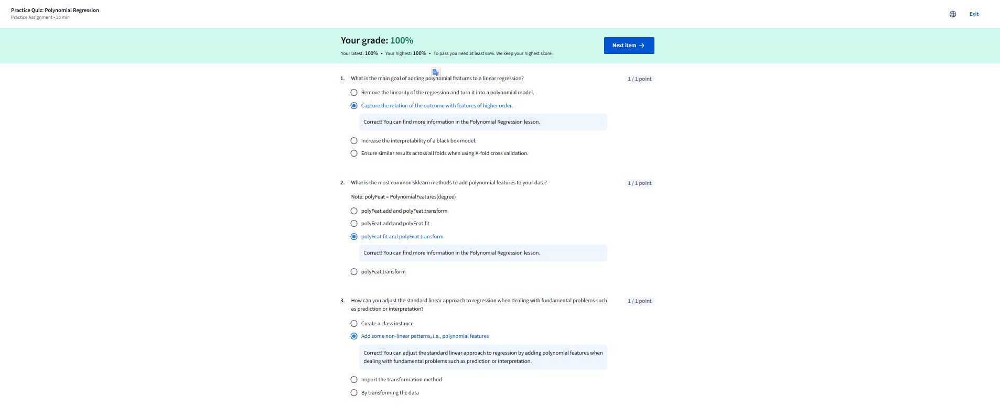 Practice Quiz: Polynomial Regression
Practice Assignment • 10 min
Exit
Your grade: 100%
Next item →
Your latest: 100% • Your highest: 100% • To pass you need at least 66%. We keep your highest score.
1. What is the main goal of adding polynomial features to a linear regression?
1 / 1 point
Remove the linearity of the regression and turn it into a polynomial model.
Capture the relation of the outcome with features of higher order.
Correct! You can find more information in the Polynomial Regression lesson.
Increase the interpretability of a black box model.
Ensure similar results across all folds when using K-fold cross validation.
2. What is the most common sklearn methods to add polynomial features to your data?
1 / 1 point
Note: polyFeat = PolynomialFeatures(degree)
polyFeat.add and polyFeat.transform
polyFeat.add and polyFeat.fit
polyFeat.fit and polyFeat.transform
Correct! You can find more information in the Polynomial Regression lesson.
polyFeat.transform
3. How can you adjust the standard linear approach to regression when dealing with fundamental problems such
as prediction or interpretation?
1 / 1 point
Create a class instance
Add some non-linear patterns, i.e., polynomial features
Correct! You can adjust the standard linear approach to regression by adding polynomial features when
dealing with fundamental problems such as prediction or interpretation.
Import the transformation method
By transforming the data